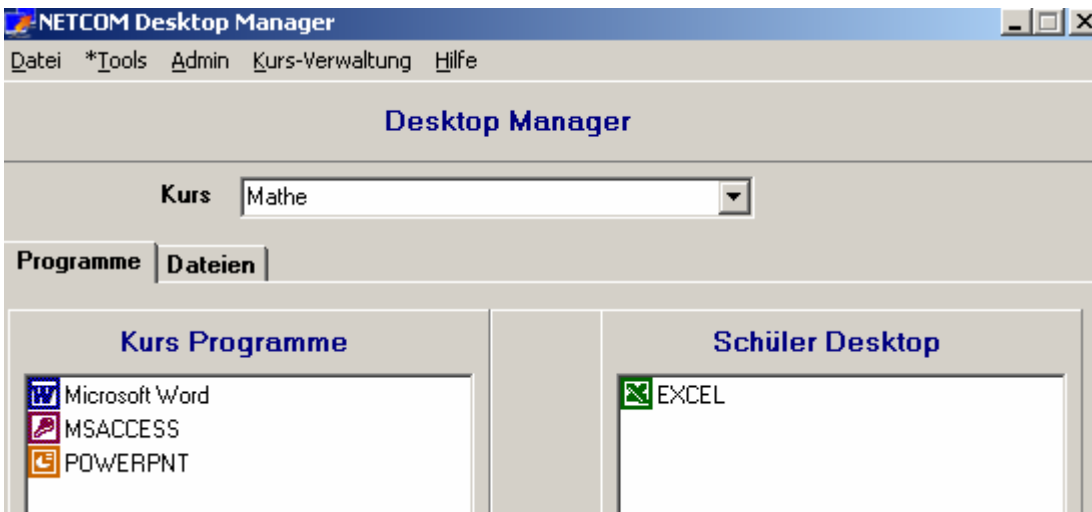 NETCOM Desktop Manager
Datei *Tools Admin Kurs-Verwaltung Hilfe
Desktop Manager
Kurs Mathe
Programme Dateien
Kurs Programme Schüler Desktop
Microsoft Word EXCEL
MSACCESS
POWERPNT